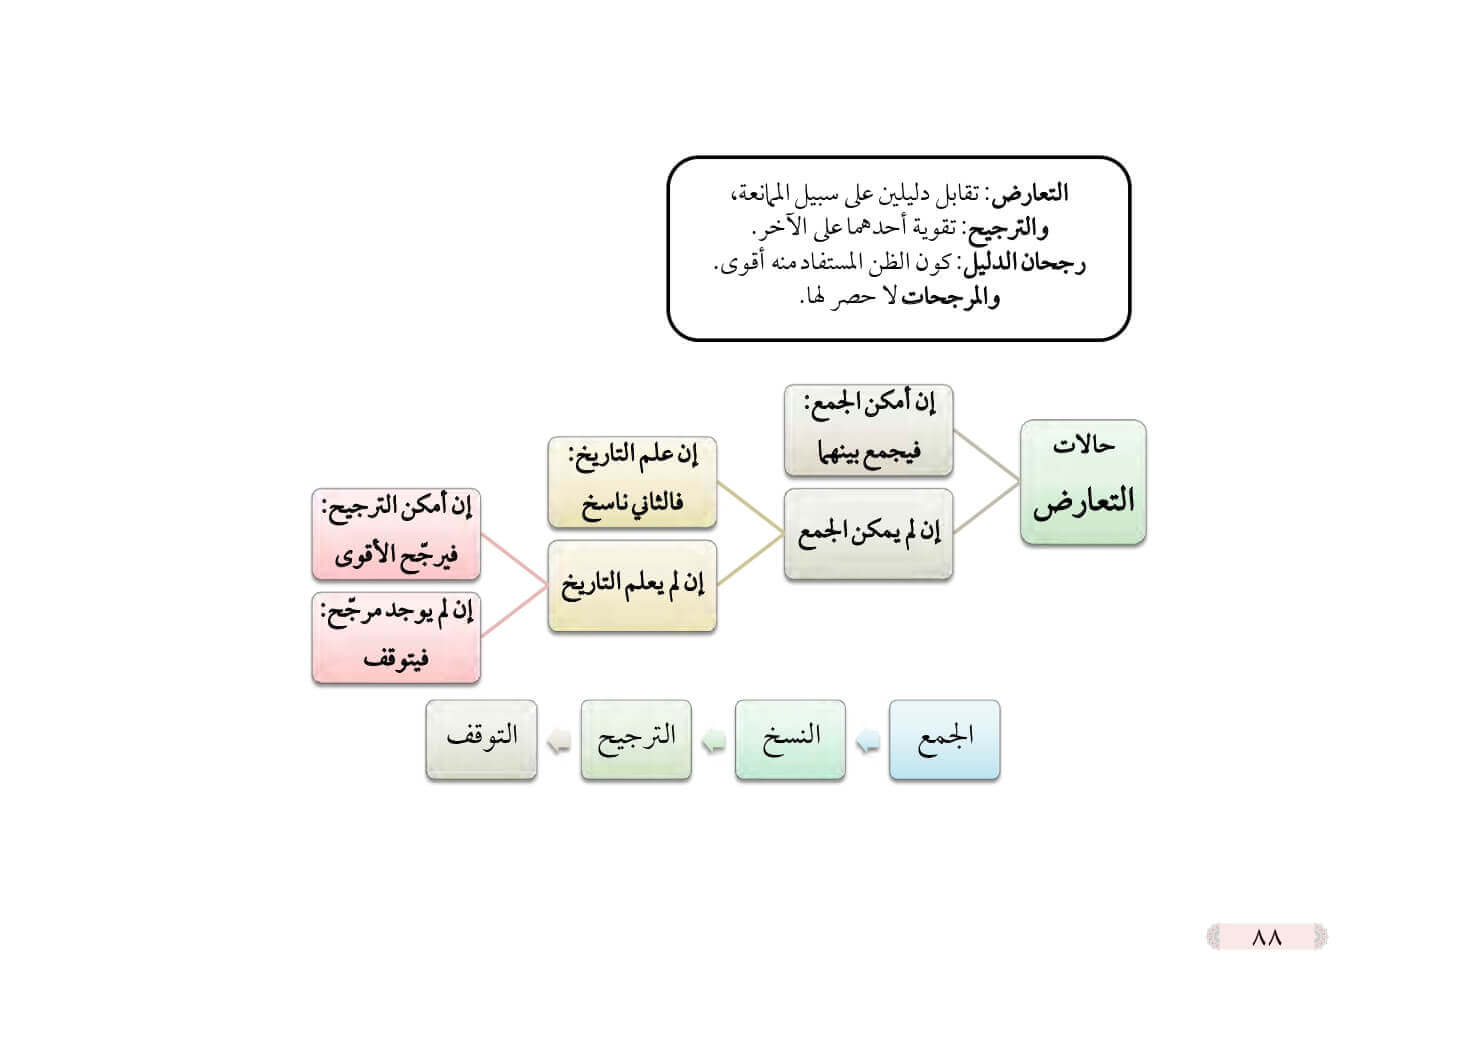 التعارض: تقابل دليلين على سبيل الممانعة،
والترجيح: تقوية أحدهما على الآخر.
رجحان الدليل: كون الظن المستفاد منه أقوى.
والمرجحات لا حصر لها.
حالات
التعارض
إن أمكن الجمع:
فيجمع بينهما
إن لم يمكن الجمع
إن علم التاريخ:
فالثاني ناسخ
إن لم يعلم التاريخ
إن أمكن الترجيح:
فيرجّح الأقوى
إن لم يوجد مرجّح:
فيتوقف
الجمع
النسخ
الترجيح
التوقف
٨٨